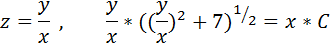 z = y/x ,    y/x * ((y/x)^2 + 7)^1/2 = x * C